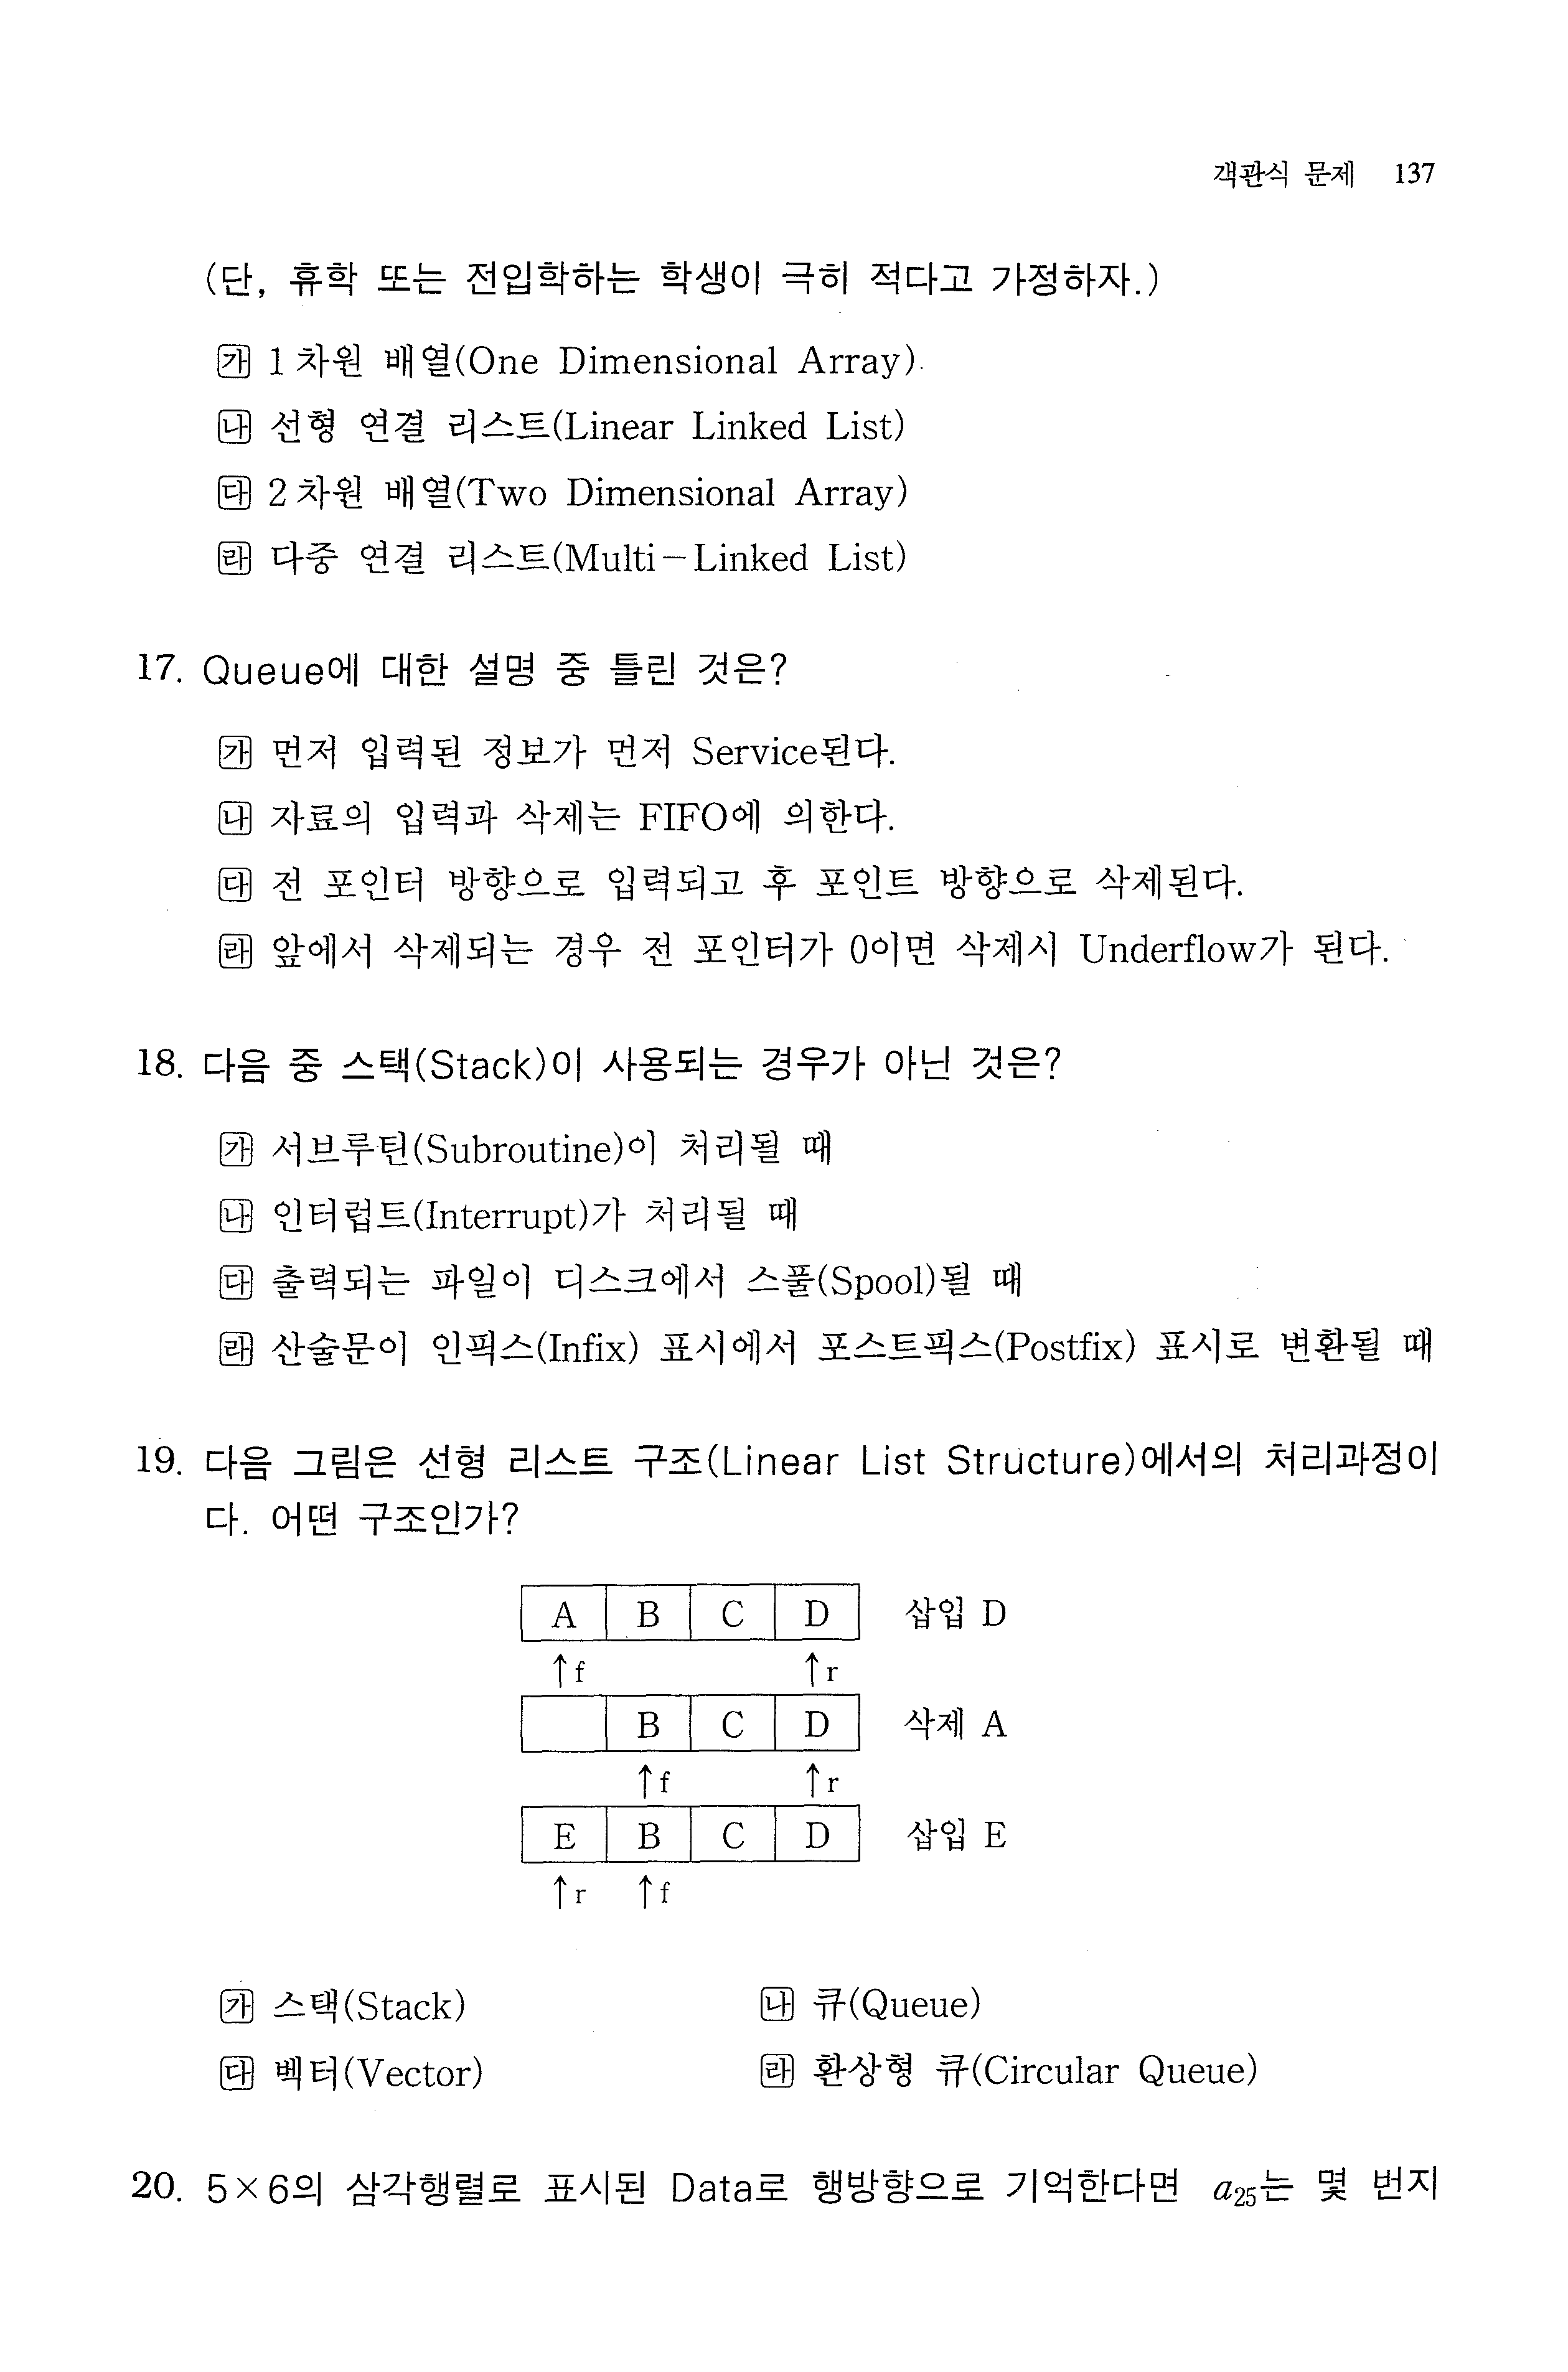 객관식 문제 137
(단, 휴학 또는 전입학하는 학생이 극히 적다고 가정하자.)
㉮ 1차원 배열(One Dimensional Array)
㉯ 선형 연결 리스트(Linear Linked List)
㉰ 2차원 배열(Two Dimensional Array)
㉱ 다중 연결 리스트(Multi-Linked List)
17. Queue에 대한 설명 중 틀린 것은?
㉮ 먼저 입력된 정보가 먼저 Service된다.
㉯ 자료의 입력과 삭제는 FIFO에 의한다.
㉰ 전 포인터 방향으로 입력되고 후 포인트 방향으로 삭제된다.
㉱ 앞에서 삭제되는 경우 전 포인터가 0이면 삭제시 Underflow가 된다.
18. 다음 중 스택(Stack)이 사용되는 경우가 아닌 것은?
㉮ 서브루틴(Subroutine)이 처리될 때
㉯ 인터럽트(Interrupt)가 처리될 때
㉰ 출력되는 파일이 디스크에서 스풀(Spool)될 때
㉱ 산술문이 인픽스(Infix) 표시에서 포스트픽스(Postfix) 표시로 변환될 때
19. 다음 그림은 선형 리스트 구조(Linear List Structure)에서의 처리과정이
다. 어떤 구조인가?
A B C D 삽입 D
↑f ↑r
B C D 삭제 A
↑f ↑r
E B C D 삽입 E
↑r ↑f
㉮ 스택(Stack) ㉯ 큐(Queue)
㉰ 벡터(Vector) ㉱ 환상형 큐(Circular Queue)
20. 5×6의 삼각행렬로 표시된 Data로 행방향으로 기억한다면 a₂₅는 몇 번지